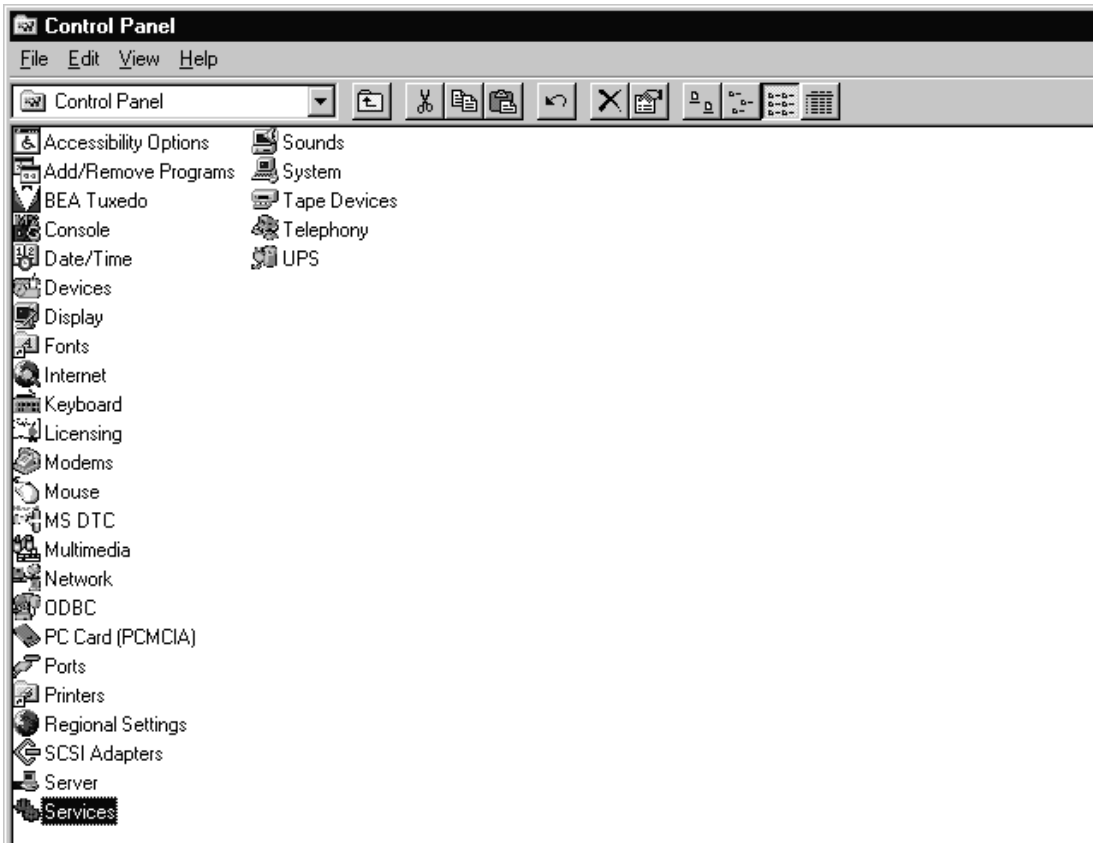 Control Panel
File Edit View Help
Control Panel
Accessibility Options
Add/Remove Programs
BEA Tuxedo
Console
Date/Time
Devices
Display
Fonts
Internet
Keyboard
Licensing
Modems
Mouse
MS DTC
Multimedia
Network
ODBC
PC Card (PCMCIA)
Ports
Printers
Regional Settings
SCSI Adapters
Server
Services
Sounds
System
Tape Devices
Telephony
UPS